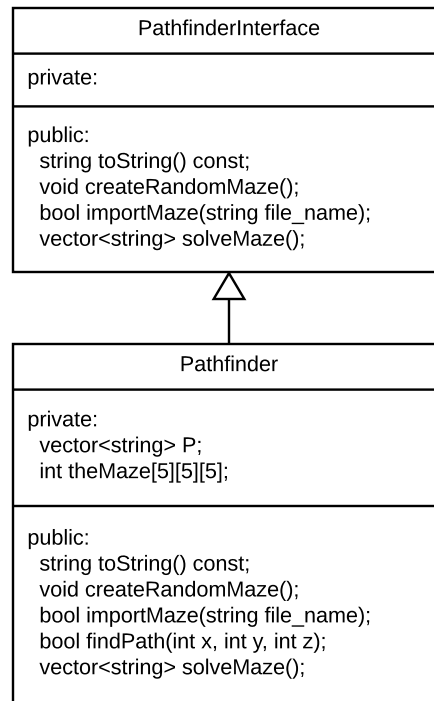 PathfinderInterface
private:
public:
string toString() const;
void createRandomMaze();
bool importMaze(string file_name);
vector<string> solveMaze();
Pathfinder
private:
vector<string> P;
int theMaze[5][5][5];
public:
string toString() const;
void createRandomMaze();
bool importMaze(string file_name);
bool findPath(int x, int y, int z);
vector<string> solveMaze();